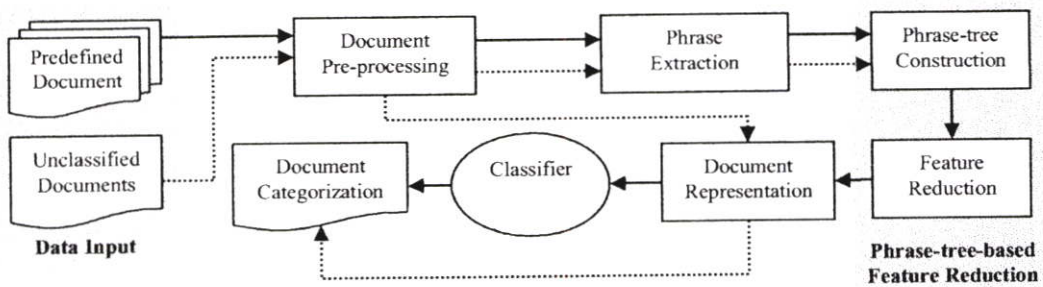 Predefined
Document
Document
Pre-processing
Phrase
Extraction
Phrase-tree
Construction
Unclassified
Documents
Document
Categorization
Classifier
Document
Representation
Feature
Reduction
Data Input
Phrase-tree-based
Feature Reduction